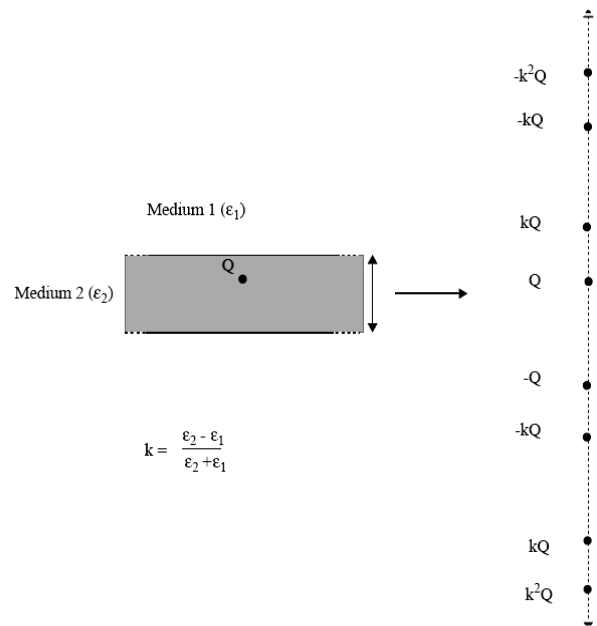 -k²Q
-kQ
Medium 1 (ε₁)
kQ
Q
Q
Medium 2 (ε₂)
-Q
-kQ
k = ε₂ - ε₁
ε₂ +ε₁
kQ
k²Q